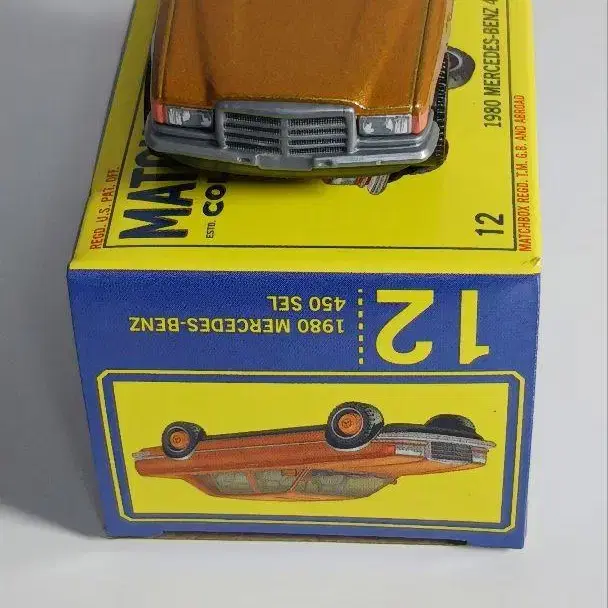 REGD. U.S. PAT. OFF.
MATC
ESTD.
CO
1980 MERCEDES-BENZ 4
12
MATCHBOX REGD. T.M. G.B. AND ABROAD
12
1980 MERCEDES-BENZ
450 SEL